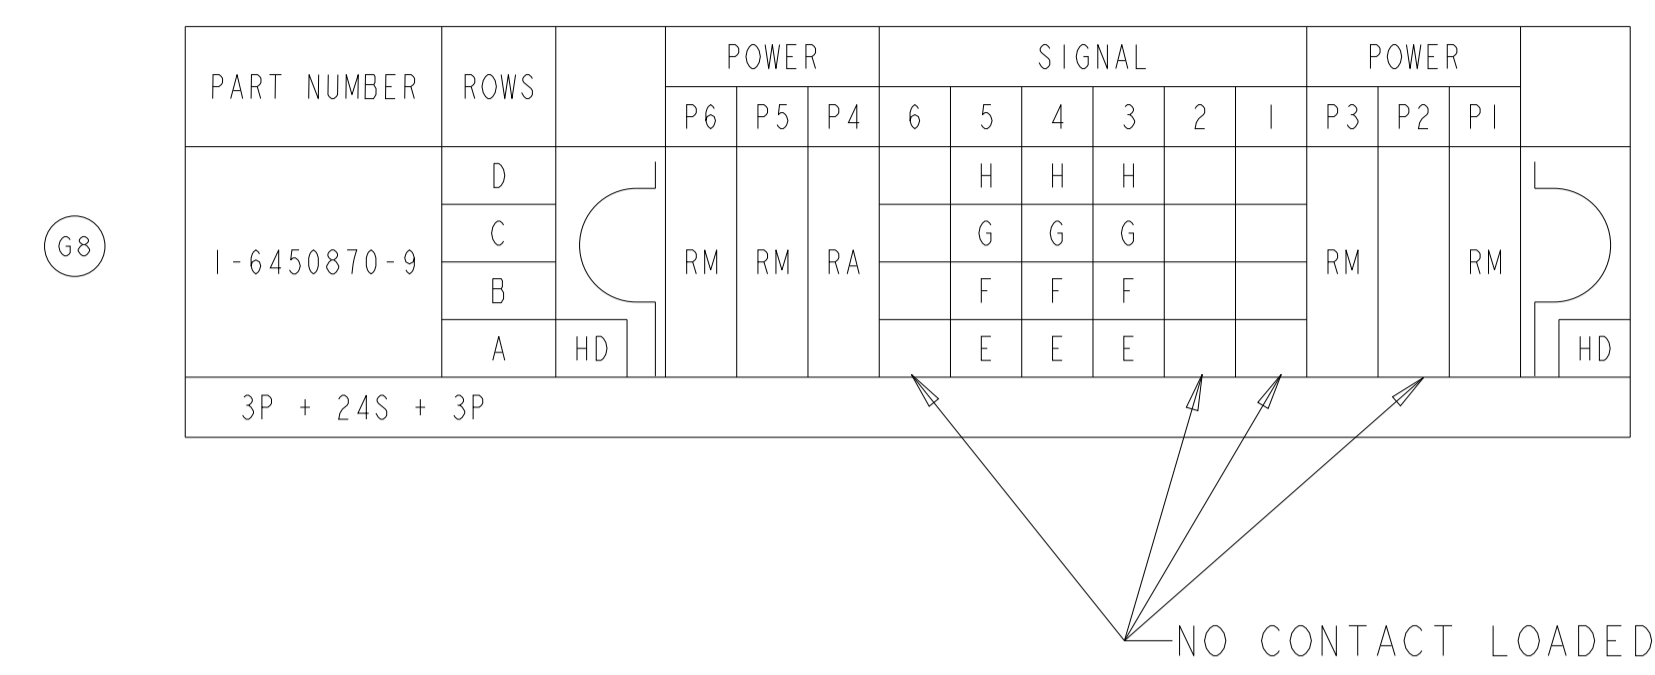 POWER SIGNAL POWER
PART NUMBER ROWS
P6 P5 P4 6 5 4 3 2 1 P3 P2 P1
D H H H
G8
C G G G
1-6450870-9 RM RM RA RM RM
B F F F
A HD E E E HD
3P + 24S + 3P
NO CONTACT LOADED